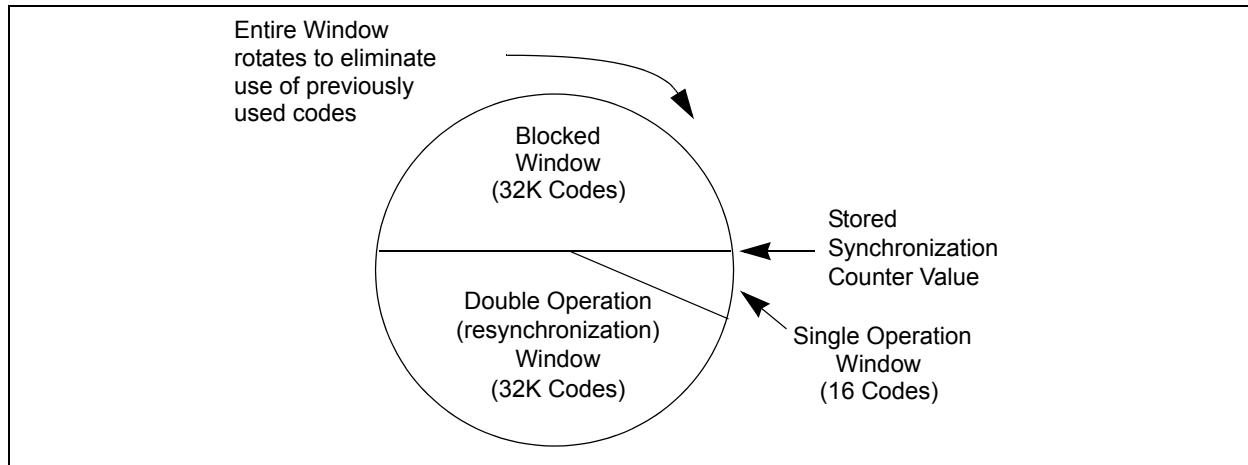 Entire Window
rotates to eliminate
use of previously
used codes
Blocked
Window
(32K Codes)
Stored
Synchronization
Counter Value
Double Operation
(resynchronization)
Window
(32K Codes)
Single Operation
Window
(16 Codes)